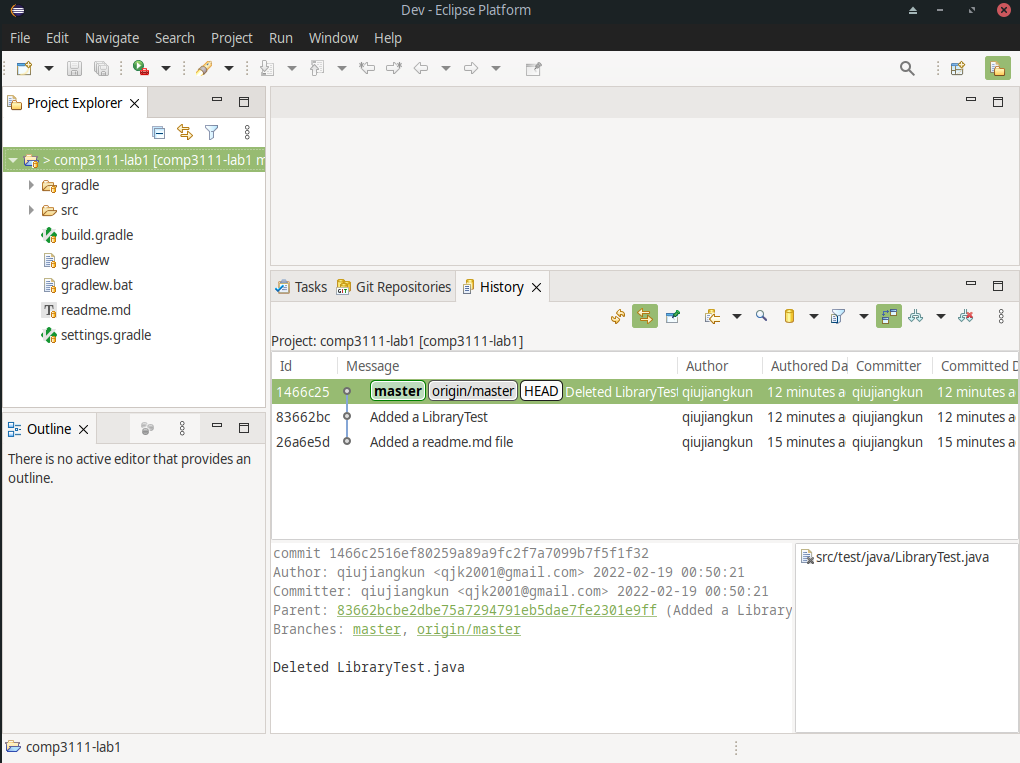 Dev - Eclipse Platform
File Edit Navigate Search Project Run Window Help
Project Explorer
> comp3111-lab1 [comp3111-lab1 m
gradle
src
build.gradle
gradlew
gradlew.bat
readme.md
settings.gradle
Outline
There is no active editor that provides an
outline.
Tasks Git Repositories History
Project: comp3111-lab1 [comp3111-lab1]
Id Message Author Authored Da Committer Committed D
1466c25 master origin/master HEAD Deleted LibraryTest qiujiangkun 12 minutes a qiujiangkun 12 minutes a
83662bc Added a LibraryTest qiujiangkun 12 minutes a qiujiangkun 12 minutes a
26a6e5d Added a readme.md file qiujiangkun 15 minutes a qiujiangkun 15 minutes a
commit 1466c2516ef80259a89a9fc2f7a7099b7f5f1f32
Author: qiujiangkun <qjk2001@gmail.com> 2022-02-19 00:50:21
Committer: qiujiangkun <qjk2001@gmail.com> 2022-02-19 00:50:21
Parent: 83662bcbe2dbe75a7294791eb5dae7fe2301e9ff (Added a Library
Branches: master, origin/master
Deleted LibraryTest.java
src/test/java/LibraryTest.java
comp3111-lab1